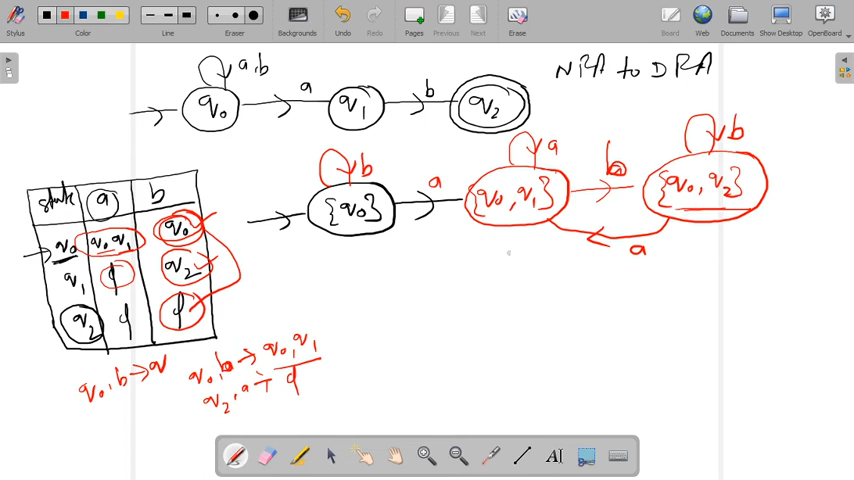 Stylus
Color
Line
Eraser
Backgrounds
Undo
Redo
Pages
Previous
Next
Erase
Board
Web
Documents
Show Desktop
OpenBoard
NFA to DFA
a,b
q0 a q1 b q2
b a b
{q0} a {q0, q1} b {q0, q2}
a
state a b
q0 q0 q1 q0
q1 φ q2
q2 φ φ
q0, b → q
q0, b → q0, q1
q2, a → φ